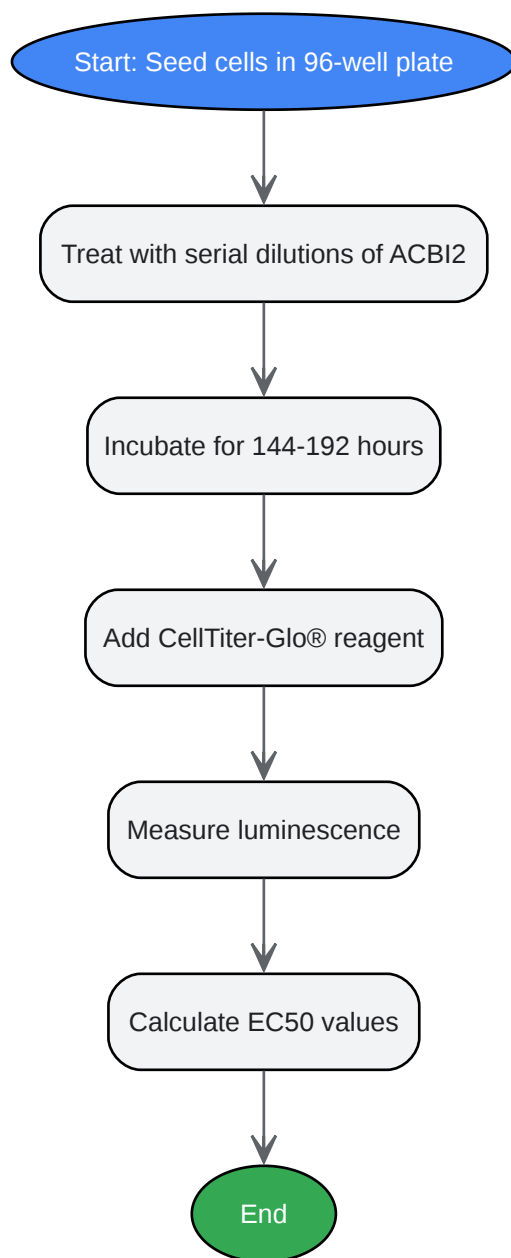 Start: Seed cells in 96-well plate
Treat with serial dilutions of ACBI2
Incubate for 144-192 hours
Add CellTiter-Glo® reagent
Measure luminescence
Calculate EC50 values
End